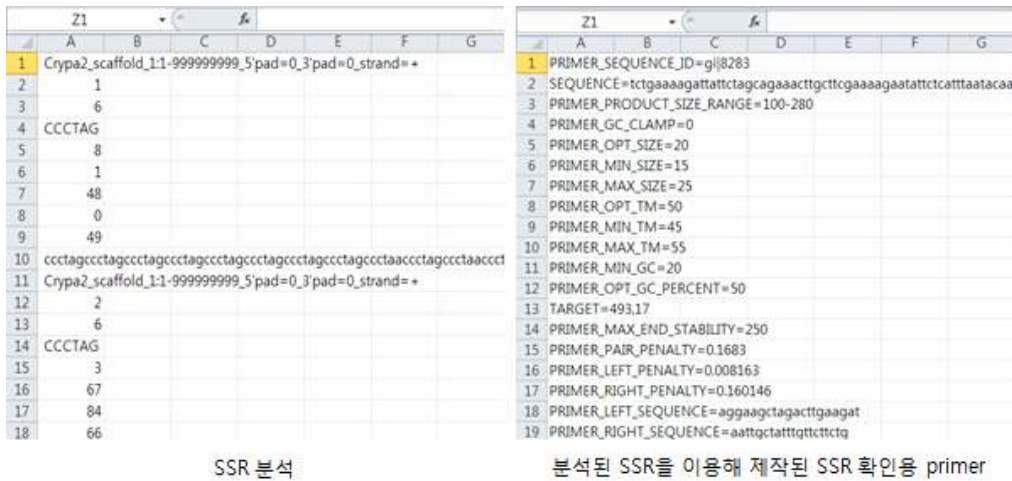 Z1
fx
A B C D E F G
1 Crypa2_scaffold_1:1-999999999_5'pad=0_3'pad=0_strand=+
2 1
3 6
4 CCCTAG
5 8
6 1
7 48
8 0
9 49
10 ccctagccctagccctagccctagccctagccctagccctagccctagccctaaccctagccctaaccct
11 Crypa2_scaffold_1:1-999999999_5'pad=0_3'pad=0_strand=+
12 2
13 6
14 CCCTAG
15 3
16 67
17 84
18 66
SSR 분석
Z1
fx
A B C D E F G
1 PRIMER_SEQUENCE_ID=gi|8283
2 SEQUENCE=tctgaaaagattattctagcagaaacttgcttcgaaaagaatattctcatttaatacaa
3 PRIMER_PRODUCT_SIZE_RANGE=100-280
4 PRIMER_GC_CLAMP=0
5 PRIMER_OPT_SIZE=20
6 PRIMER_MIN_SIZE=15
7 PRIMER_MAX_SIZE=25
8 PRIMER_OPT_TM=50
9 PRIMER_MIN_TM=45
10 PRIMER_MAX_TM=55
11 PRIMER_MIN_GC=20
12 PRIMER_OPT_GC_PERCENT=50
13 TARGET=493,17
14 PRIMER_MAX_END_STABILITY=250
15 PRIMER_PAIR_PENALTY=0.1683
16 PRIMER_LEFT_PENALTY=0.008163
17 PRIMER_RIGHT_PENALTY=0.160146
18 PRIMER_LEFT_SEQUENCE=aggaagctagacttgaagat
19 PRIMER_RIGHT_SEQUENCE=aattgctatttgttcttctg
분석된 SSR을 이용해 제작된 SSR 확인용 primer